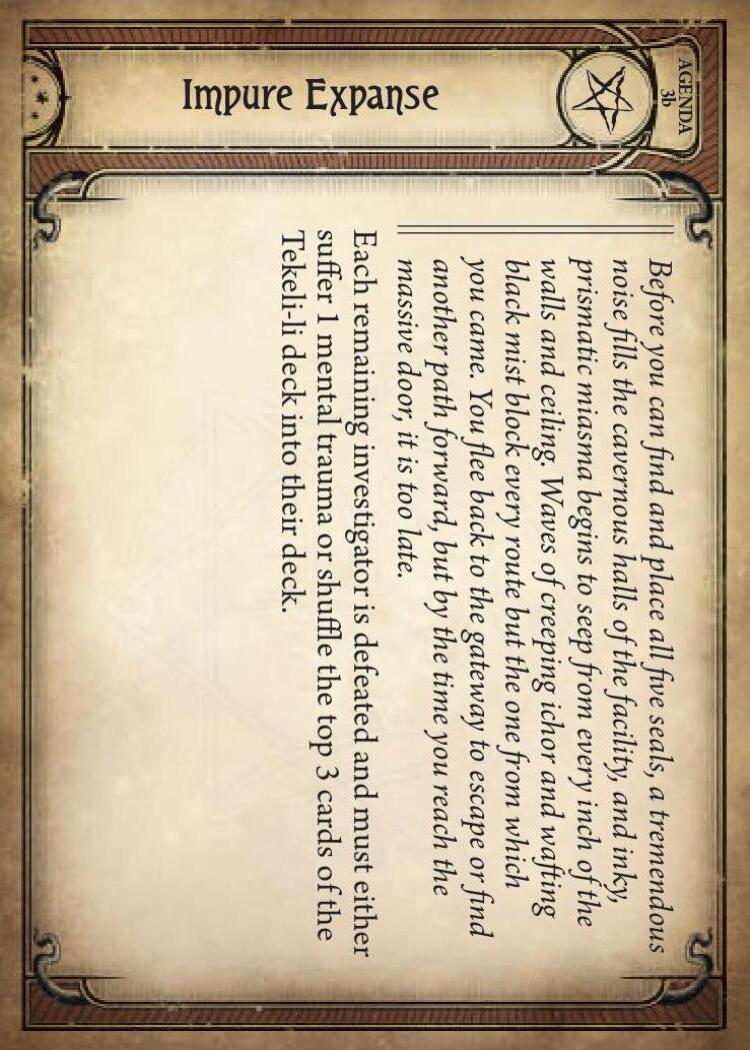 AGENDA
3b
Impure Expanse
Before you can find and place all five seals, a tremendous
noise fills the cavernous halls of the facility, and inky,
prismatic miasma begins to seep from every inch of the
walls and ceiling. Waves of creeping ichor and wafting
black mist block every route but the one from which
you came. You flee back to the gateway to escape or find
another path forward, but by the time you reach the
massive door, it is too late.
Each remaining investigator is defeated and must either
suffer 1 mental trauma or shuffle the top 3 cards of the
Tekeli-li deck into their deck.